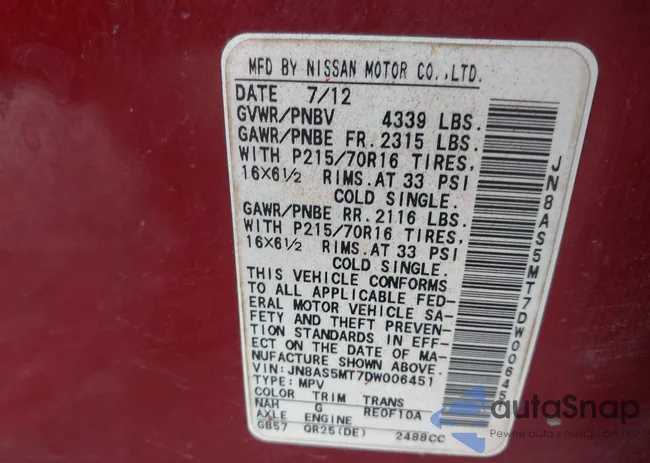 MFD BY NISSAN MOTOR CO.,LTD.
DATE 7/12
GVWR/PNBV 4339 LBS.
GAWR/PNBE FR. 2315 LBS.
WITH P215/70R16 TIRES,
16X6½ RIMS.AT 33 PSI
COLD SINGLE.
GAWR/PNBE RR. 2116 LBS.
WITH P215/70R16 TIRES,
16X6½ RIMS.AT 33 PSI
COLD SINGLE.
THIS VEHICLE CONFORMS
TO ALL APPLICABLE FED-
ERAL MOTOR VEHICLE SA-
FETY AND THEFT PREVEN-
TION STANDARDS IN EFF-
ECT ON THE DATE OF MA-
NUFACTURE SHOWN ABOVE.
VIN: JN8AS5MT7DW006451
TYPE: MPV
COLOR TRIM TRANS
NAH G RE0F10A
AXLE ENGINE
GB57 QR25(DE) 2488CC
JN8AS5MT7DW00645
autoSnap
Pewne auta z aukcji USA